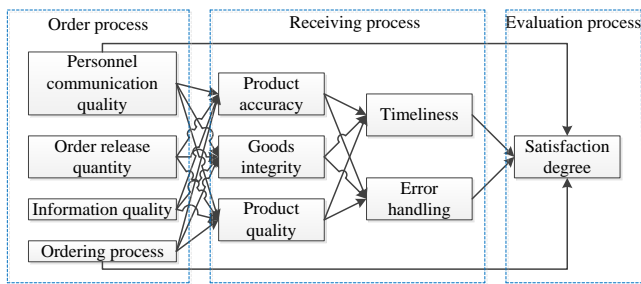 Order process
Receiving process
Evaluation process
Personnel
communication
quality
Order release
quantity
Information quality
Ordering process
Product
accuracy
Goods
integrity
Product
quality
Timeliness
Error
handling
Satisfaction
degree